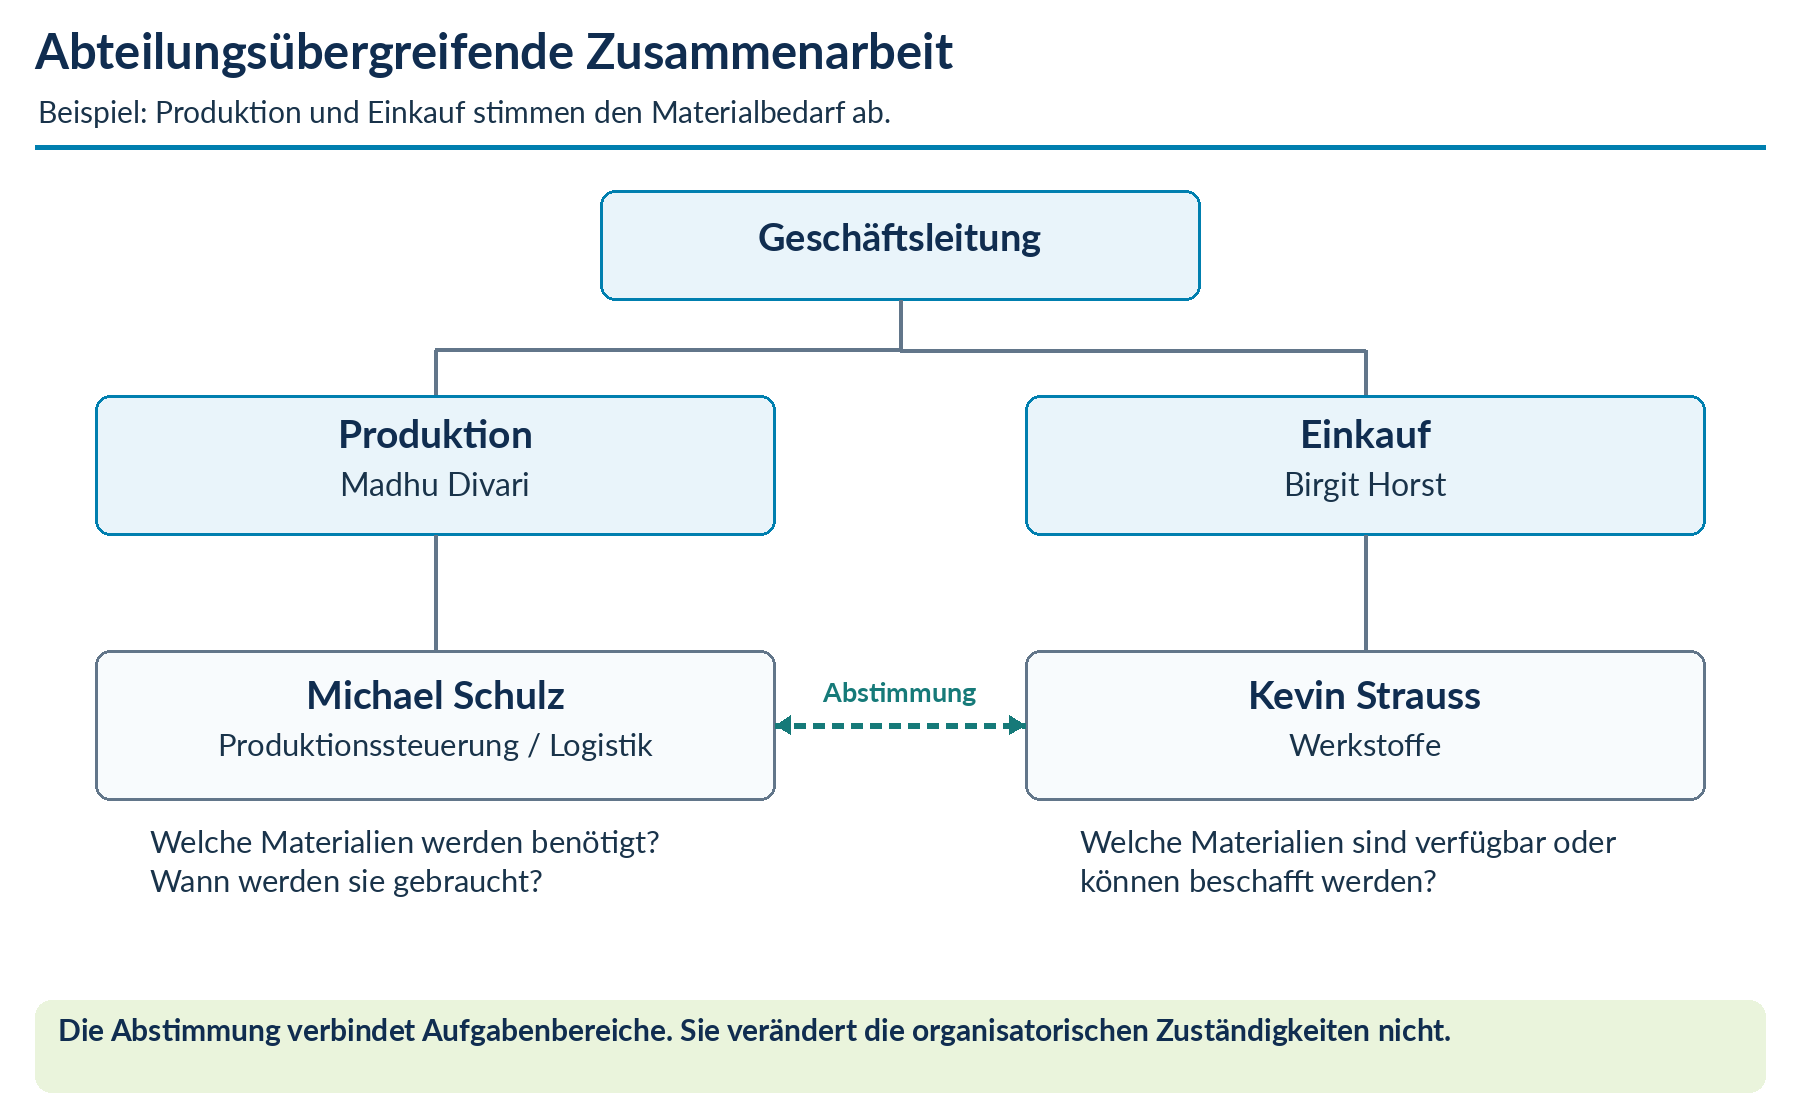 Abteilungsübergreifende Zusammenarbeit
Beispiel: Produktion und Einkauf stimmen den Materialbedarf ab.
Geschäftsleitung
Produktion
Madhu Divari
Einkauf
Birgit Horst
Michael Schulz
Produktionssteuerung / Logistik
Abstimmung
Kevin Strauss
Werkstoffe
Welche Materialien werden benötigt?
Wann werden sie gebraucht?
Welche Materialien sind verfügbar oder
können beschafft werden?
Die Abstimmung verbindet Aufgabenbereiche. Sie verändert die organisatorischen Zuständigkeiten nicht.